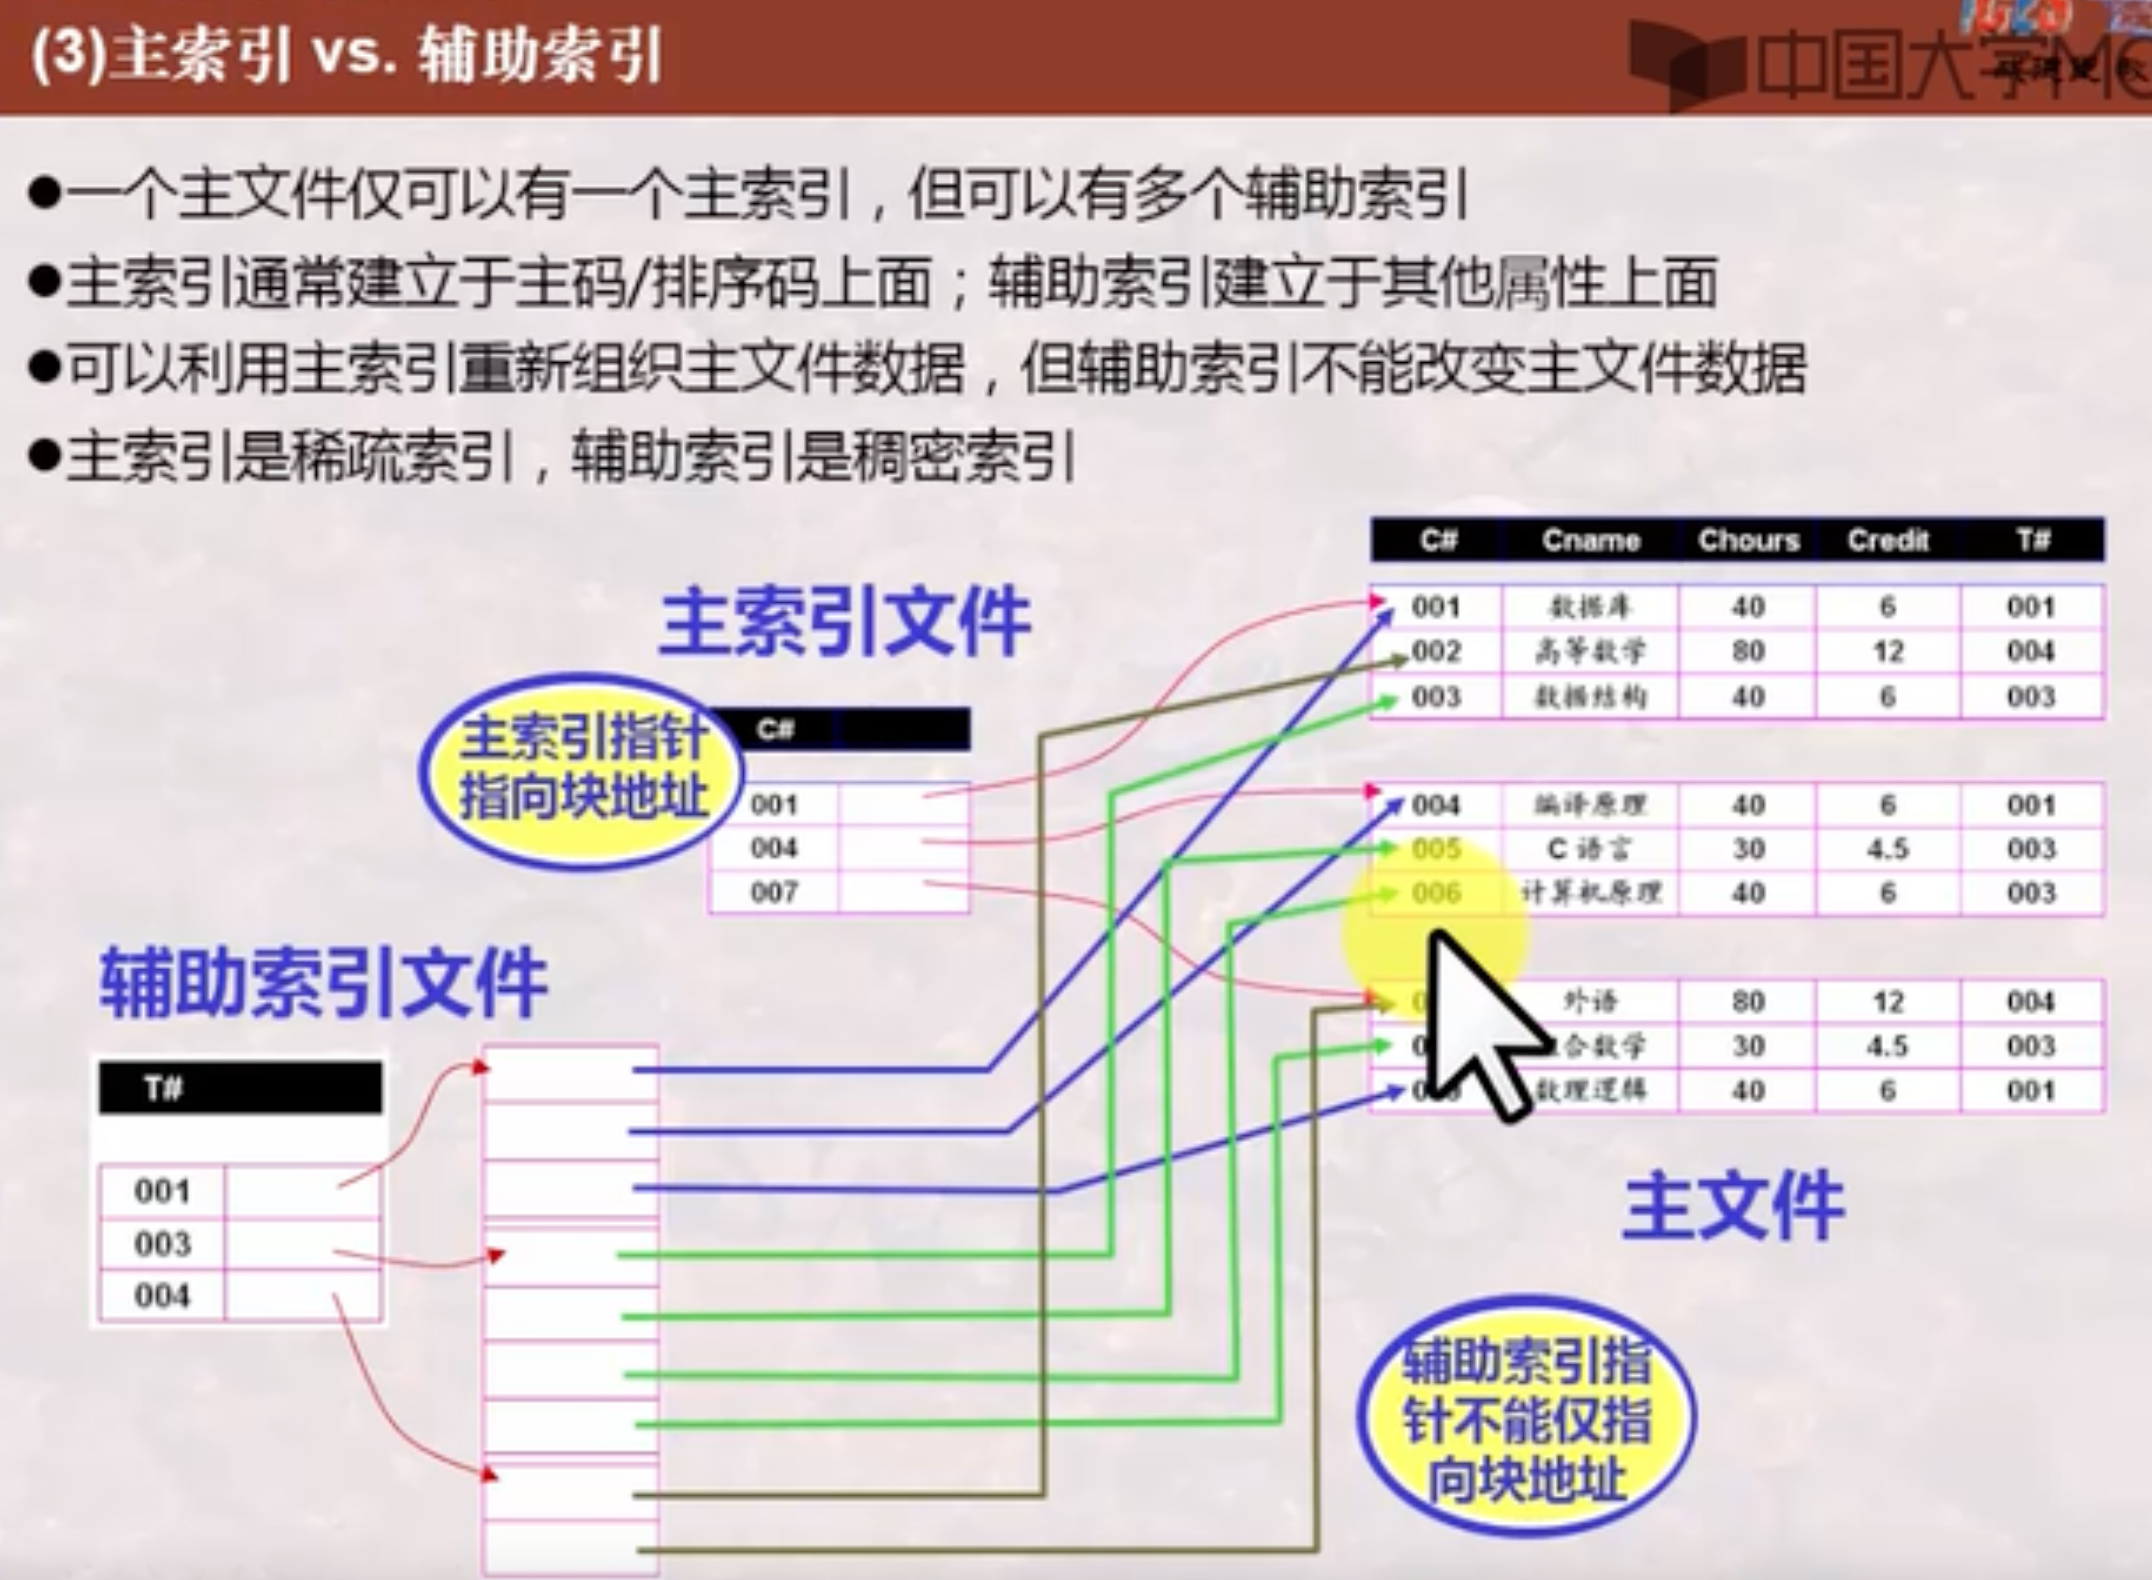 (3)主索引 vs. 辅助索引
中国大学MO
●一个主文件仅可以有一个主索引，但可以有多个辅助索引
●主索引通常建立于主码/排序码上面；辅助索引建立于其他属性上面
●可以利用主索引重新组织主文件数据，但辅助索引不能改变主文件数据
●主索引是稀疏索引，辅助索引是稠密索引
主索引文件
主索引指针
指向块地址
C#
001
004
007
辅助索引文件
T#
001
003
004
C# Cname Chours Credit T#
001 数据库 40 6 001
002 高等数学 80 12 004
003 数据结构 40 6 003
004 编译原理 40 6 001
005 C 语言 30 4.5 003
006 计算机原理 40 6 003
外语 80 12 004
合数学 30 4.5 003
数理逻辑 40 6 001
主文件
辅助索引指
针不能仅指
向块地址